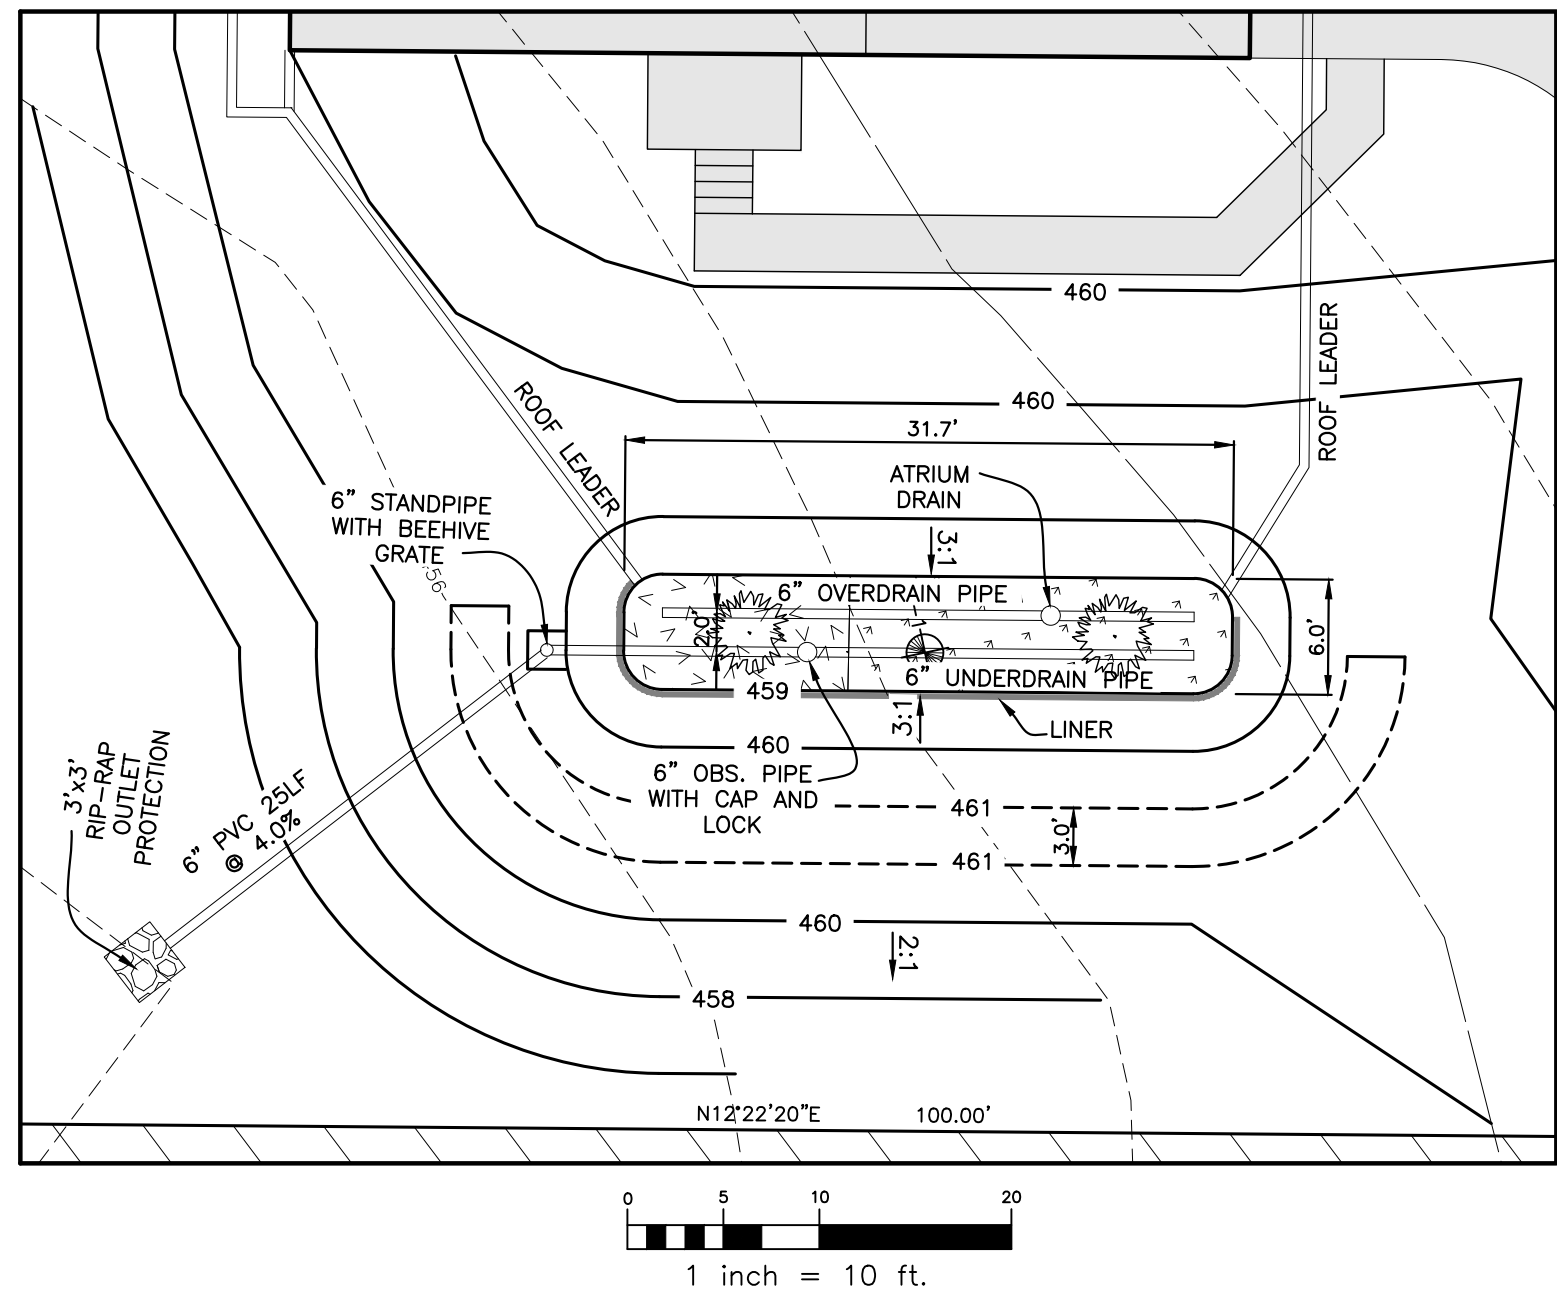 460
460
31.7'
ROOF LEADER
ROOF LEADER
ATRIUM
DRAIN
6" STANDPIPE
WITH BEEHIVE
GRATE
3:1
6" OVERDRAIN PIPE
2.0'
6.0'
6" UNDERDRAIN PIPE
459
3:1
LINER
460
6" OBS. PIPE
WITH CAP AND
LOCK
461
3.0'
461
3'x3'
RIP-RAP
OUTLET
PROTECTION
6" PVC 25LF
@ 4.0%
460
2:1
458
N12°22'20"E 100.00'
0 5 10 20
1 inch = 10 ft.